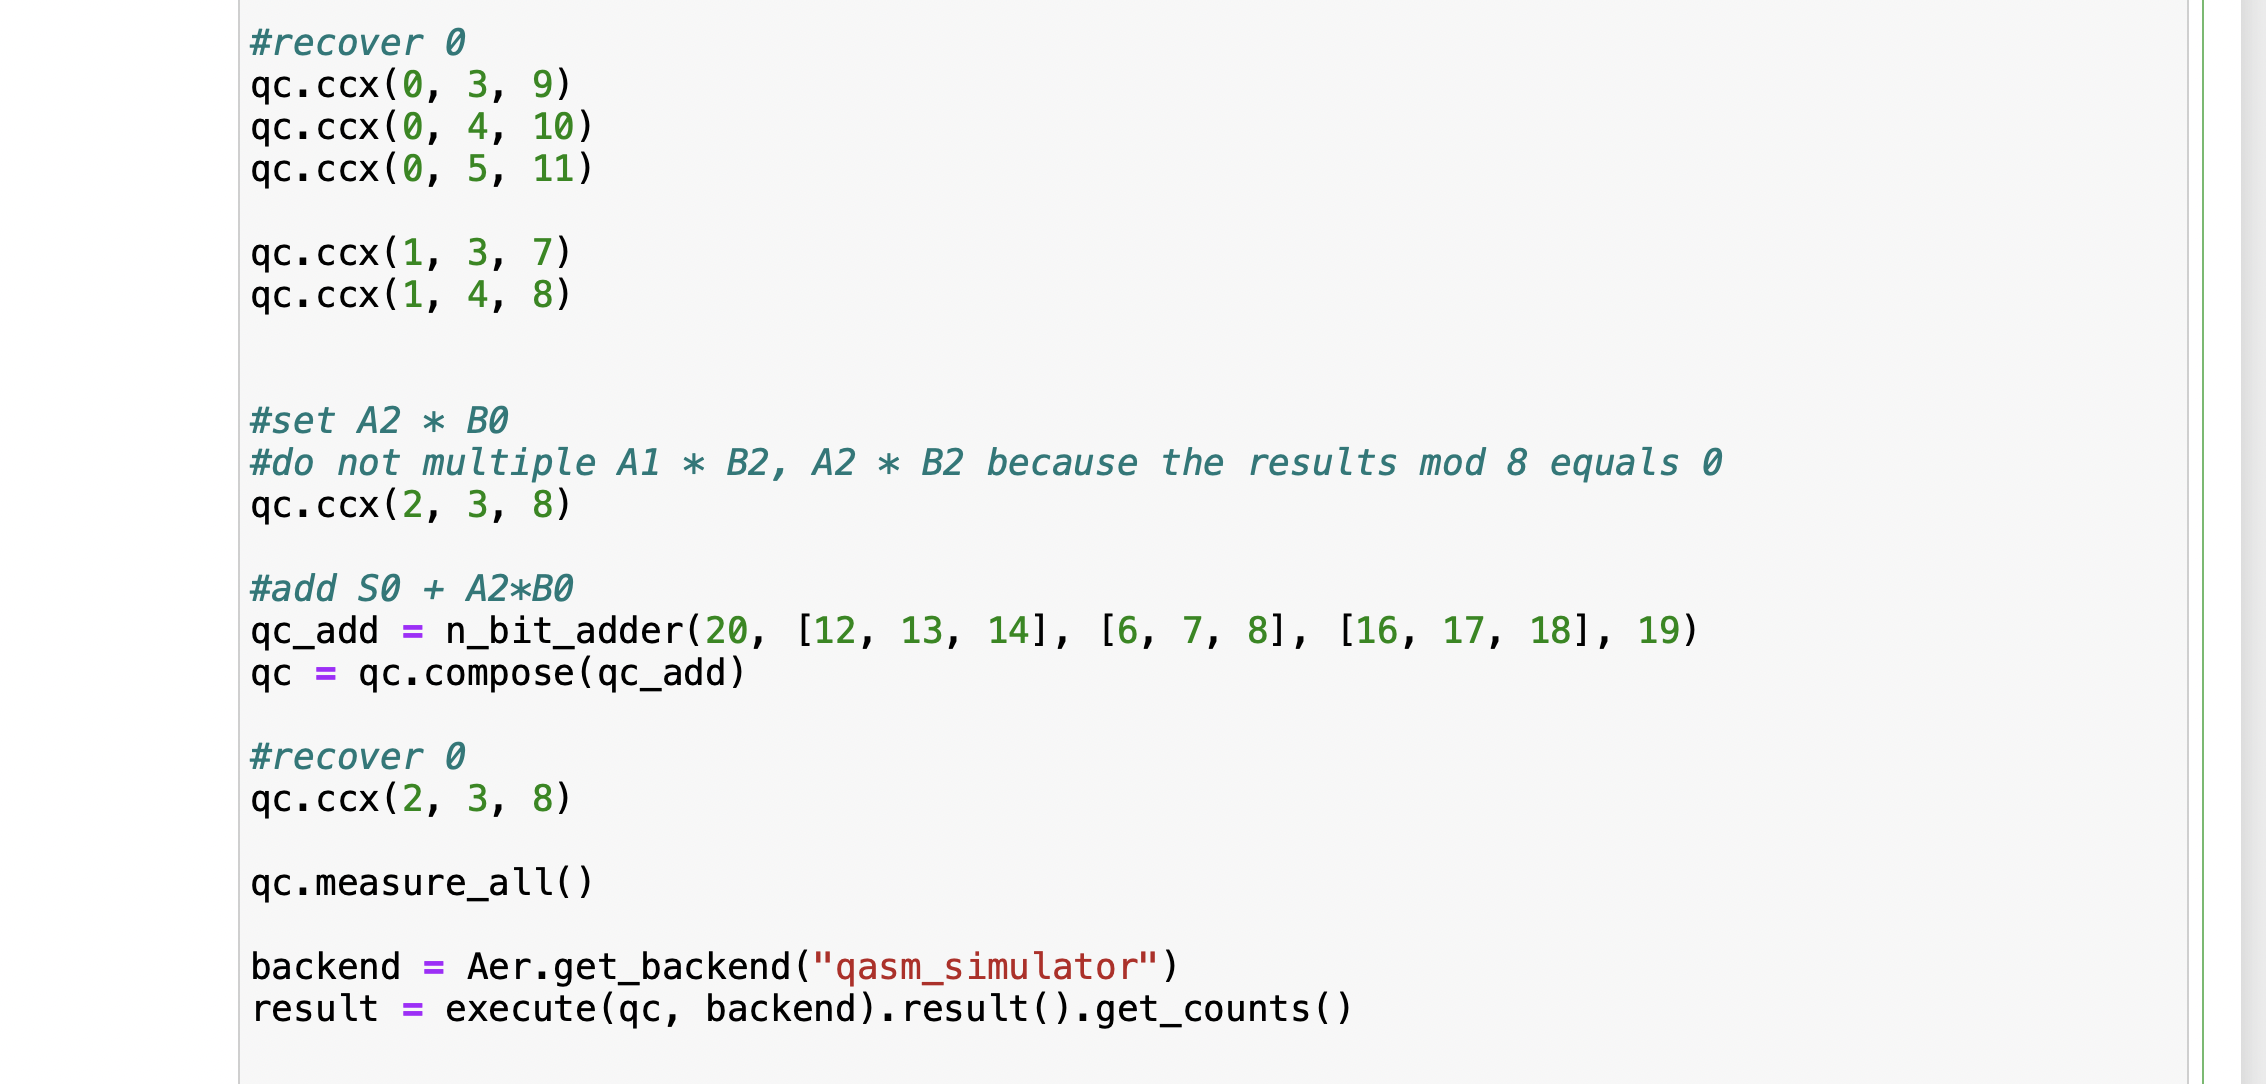 #recover 0
qc.ccx(0, 3, 9)
qc.ccx(0, 4, 10)
qc.ccx(0, 5, 11)
qc.ccx(1, 3, 7)
qc.ccx(1, 4, 8)
#set A2 * B0
#do not multiple A1 * B2, A2 * B2 because the results mod 8 equals 0
qc.ccx(2, 3, 8)
#add S0 + A2*B0
qc_add = n_bit_adder(20, [12, 13, 14], [6, 7, 8], [16, 17, 18], 19)
qc = qc.compose(qc_add)
#recover 0
qc.ccx(2, 3, 8)
qc.measure_all()
backend = Aer.get_backend("qasm_simulator")
result = execute(qc, backend).result().get_counts()